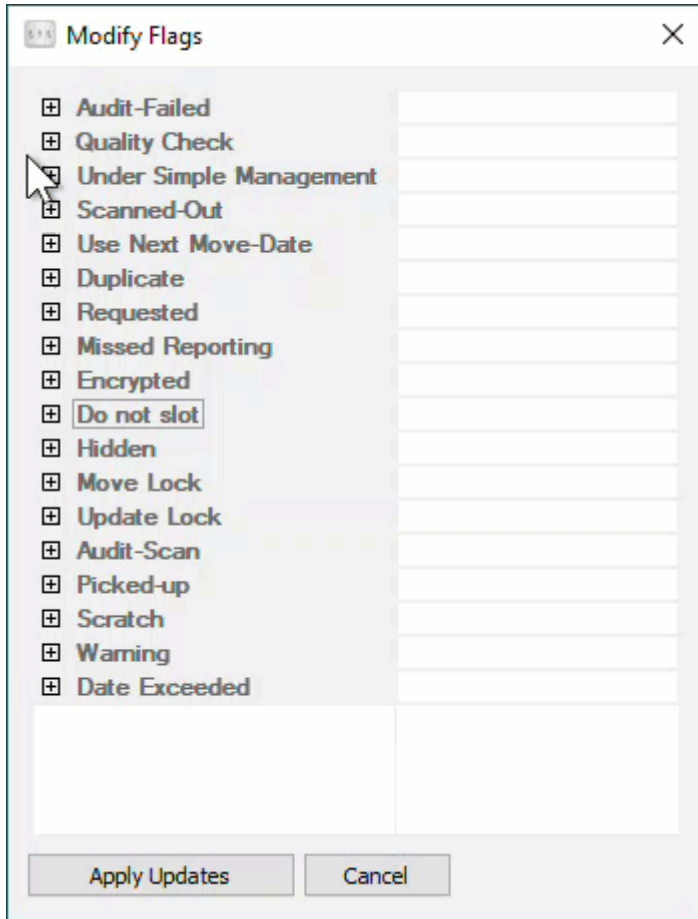 Modify Flags
Audit-Failed
Quality Check
Under Simple Management
Scanned-Out
Use Next Move-Date
Duplicate
Requested
Missed Reporting
Encrypted
Do not slot
Hidden
Move Lock
Update Lock
Audit-Scan
Picked-up
Scratch
Warning
Date Exceeded
Apply Updates Cancel